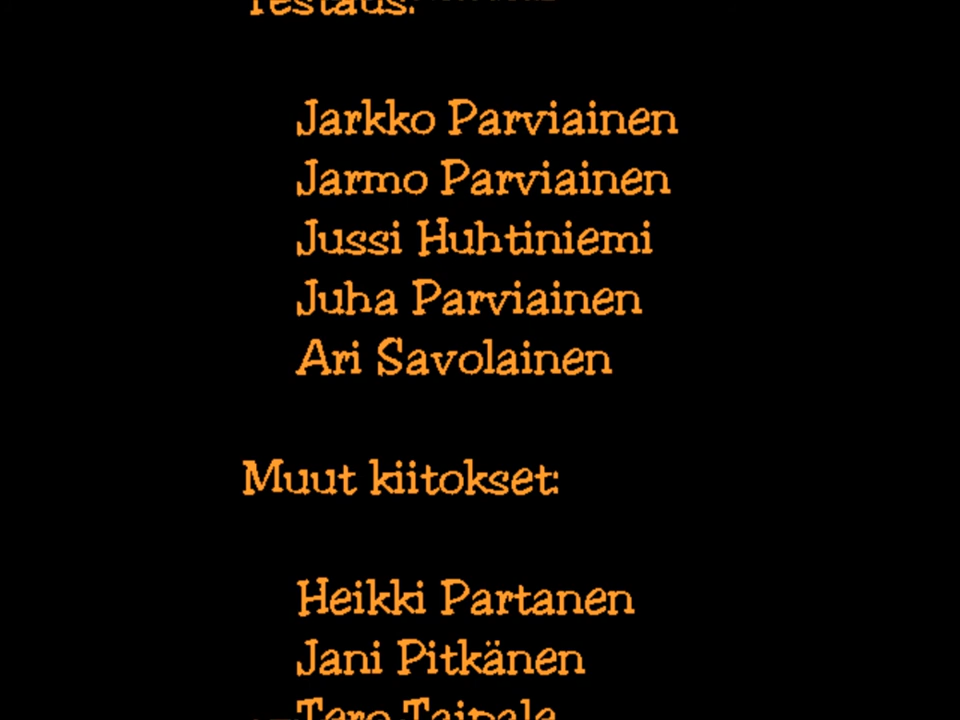 Testaus:
Jarkko Parviainen
Jarmo Parviainen
Jussi Huhtiniemi
Juha Parviainen
Ari Savolainen
Muut kiitokset:
Heikki Partanen
Jani Pitkänen
Tero Taipale